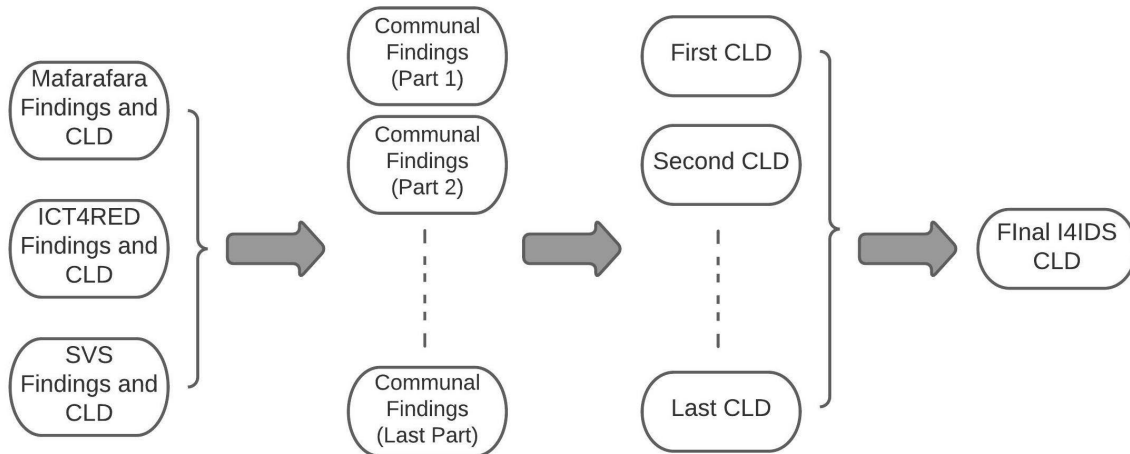 Mafarafara
Findings and
CLD
ICT4RED
Findings and
CLD
SVS
Findings and
CLD
Communal
Findings
(Part 1)
Communal
Findings
(Part 2)
Communal
Findings
(Last Part)
First CLD
Second CLD
Last CLD
FInal I4IDS
CLD